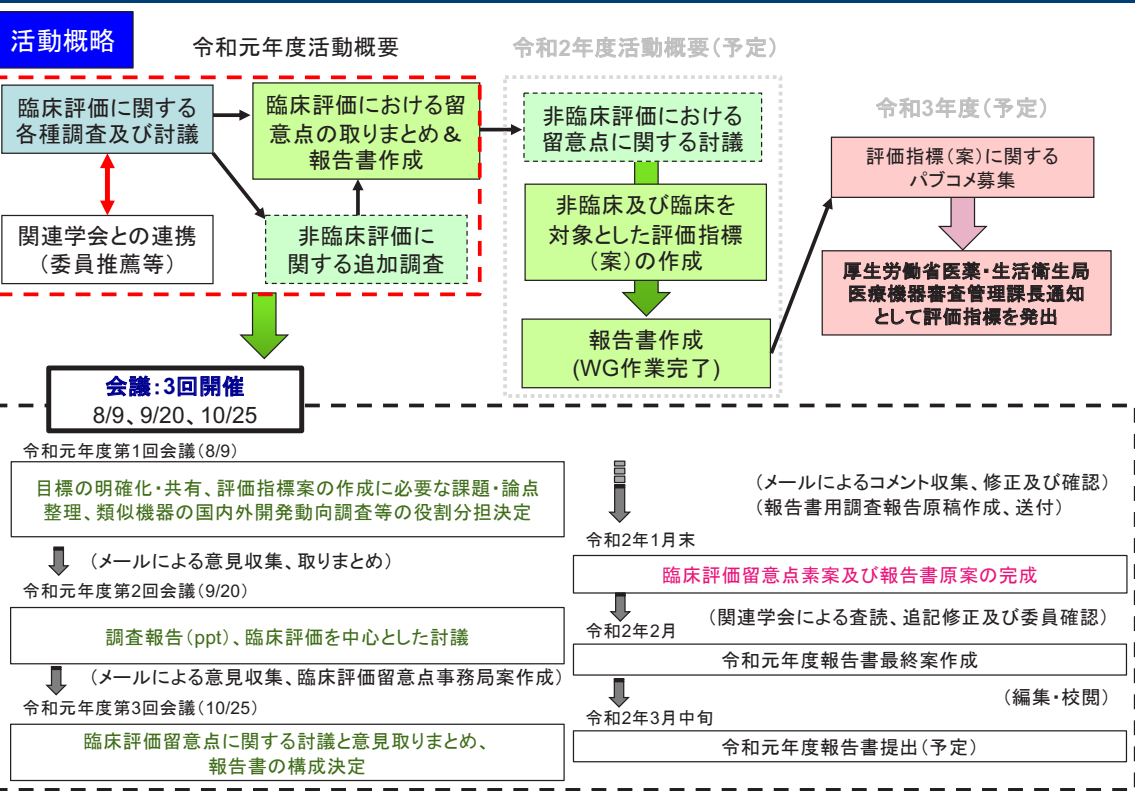 活動概略
令和元年度活動概要
臨床評価に関する
各種調査及び討議
臨床評価における留
意点の取りまとめ＆
報告書作成
関連学会との連携
（委員推薦等）
非臨床評価に
関する追加調査
令和2年度活動概要（予定）
非臨床評価における
留意点に関する討議
非臨床及び臨床を
対象とした評価指標
（案）の作成
報告書作成
(WG作業完了)
令和3年度（予定）
評価指標（案）に関する
パブコメ募集
厚生労働省医薬・生活衛生局
医療機器審査管理課長通知
として評価指標を発出
会議：3回開催
8/9、9/20、10/25
令和元年度第1回会議（8/9）
目標の明確化・共有、評価指標案の作成に必要な課題・論点
整理、類似機器の国内外開発動向調査等の役割分担決定
（メールによる意見収集、取りまとめ）
令和元年度第2回会議（9/20）
調査報告（ppt）、臨床評価を中心とした討議
（メールによる意見収集、臨床評価留意点事務局案作成）
令和元年度第3回会議（10/25）
臨床評価留意点に関する討議と意見取りまとめ、
報告書の構成決定
（メールによるコメント収集、修正及び確認）
（報告書用調査報告原稿作成、送付）
令和2年1月末
臨床評価留意点素案及び報告書原案の完成
（関連学会による査読、追記修正及び委員確認）
令和2年2月
令和元年度報告書最終案作成
（編集・校閲）
令和2年3月中旬
令和元年度報告書提出（予定）